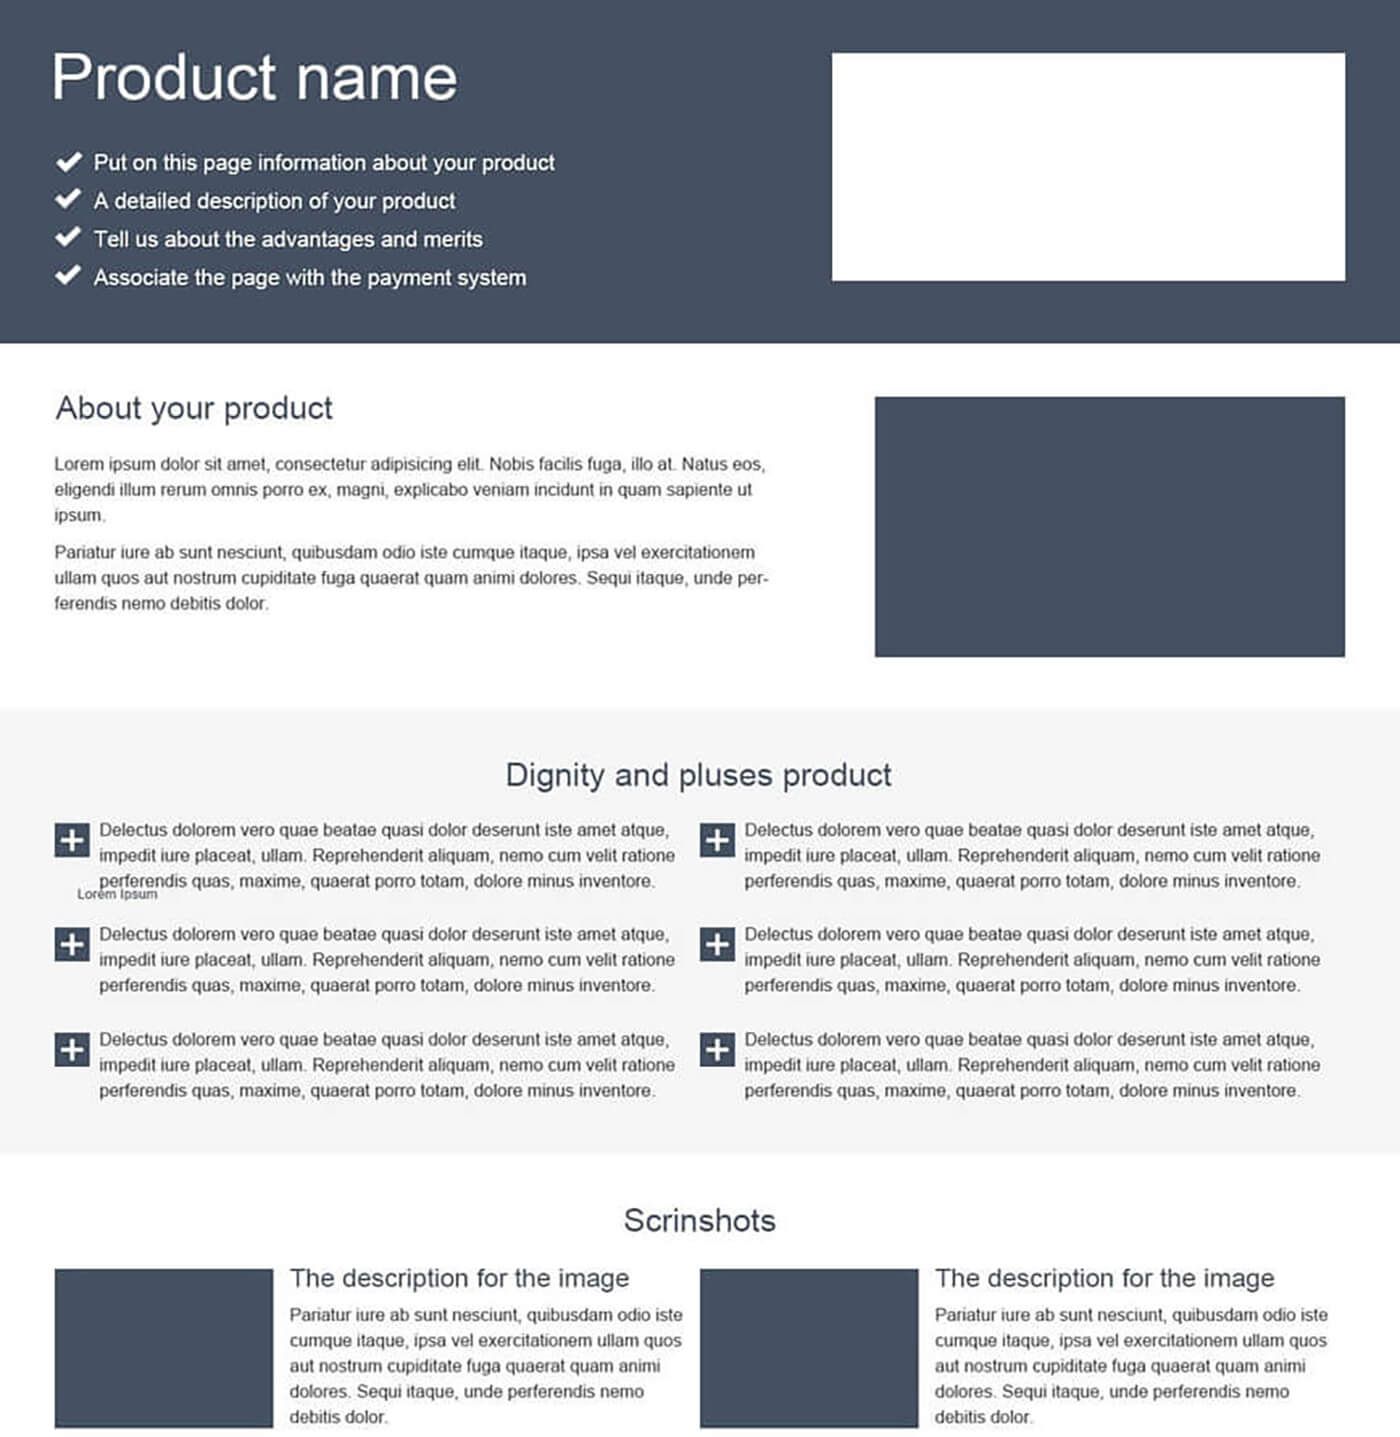 Product name
Put on this page information about your product
A detailed description of your product
Tell us about the advantages and merits
Associate the page with the payment system
About your product
Lorem ipsum dolor sit amet, consectetur adipisicing elit. Nobis facilis fuga, illo at. Natus eos,
eligendi illum rerum omnis porro ex, magni, explicabo veniam incidunt in quam sapiente ut
ipsum.
Pariatur iure ab sunt nesciunt, quibusdam odio iste cumque itaque, ipsa vel exercitationem
ullam quos aut nostrum cupiditate fuga quaerat quam animi dolores. Sequi itaque, unde per-
ferendis nemo debitis dolor.
Dignity and pluses product
Delectus dolorem vero quae beatae quasi dolor deserunt iste amet atque,
impedit iure placeat, ullam. Reprehenderit aliquam, nemo cum velit ratione
perferendis quas, maxime, quaerat porro totam, dolore minus inventore.
Lorem Ipsum
Delectus dolorem vero quae beatae quasi dolor deserunt iste amet atque,
impedit iure placeat, ullam. Reprehenderit aliquam, nemo cum velit ratione
perferendis quas, maxime, quaerat porro totam, dolore minus inventore.
Delectus dolorem vero quae beatae quasi dolor deserunt iste amet atque,
impedit iure placeat, ullam. Reprehenderit aliquam, nemo cum velit ratione
perferendis quas, maxime, quaerat porro totam, dolore minus inventore.
Delectus dolorem vero quae beatae quasi dolor deserunt iste amet atque,
impedit iure placeat, ullam. Reprehenderit aliquam, nemo cum velit ratione
perferendis quas, maxime, quaerat porro totam, dolore minus inventore.
Delectus dolorem vero quae beatae quasi dolor deserunt iste amet atque,
impedit iure placeat, ullam. Reprehenderit aliquam, nemo cum velit ratione
perferendis quas, maxime, quaerat porro totam, dolore minus inventore.
Delectus dolorem vero quae beatae quasi dolor deserunt iste amet atque,
impedit iure placeat, ullam. Reprehenderit aliquam, nemo cum velit ratione
perferendis quas, maxime, quaerat porro totam, dolore minus inventore.
Scrinshots
The description for the image
Pariatur iure ab sunt nesciunt, quibusdam odio iste
cumque itaque, ipsa vel exercitationem ullam quos
aut nostrum cupiditate fuga quaerat quam animi
dolores. Sequi itaque, unde perferendis nemo
debitis dolor.
The description for the image
Pariatur iure ab sunt nesciunt, quibusdam odio iste
cumque itaque, ipsa vel exercitationem ullam quos
aut nostrum cupiditate fuga quaerat quam animi
dolores. Sequi itaque, unde perferendis nemo
debitis dolor.